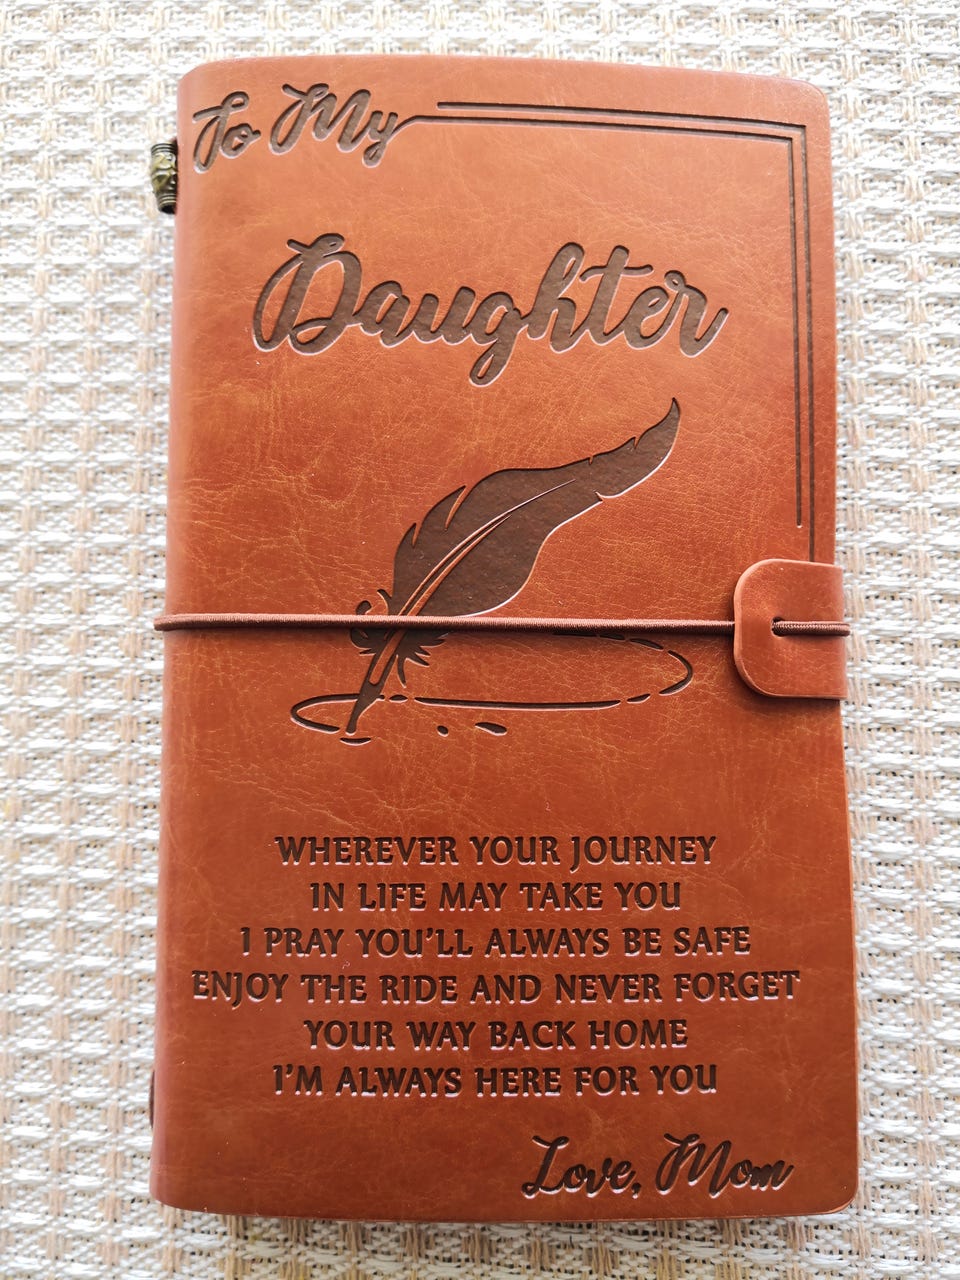 To My
Daughter
WHEREVER YOUR JOURNEY
IN LIFE MAY TAKE YOU
I PRAY YOU'LL ALWAYS BE SAFE
ENJOY THE RIDE AND NEVER FORGET
YOUR WAY BACK HOME
I'M ALWAYS HERE FOR YOU
Love, Mom